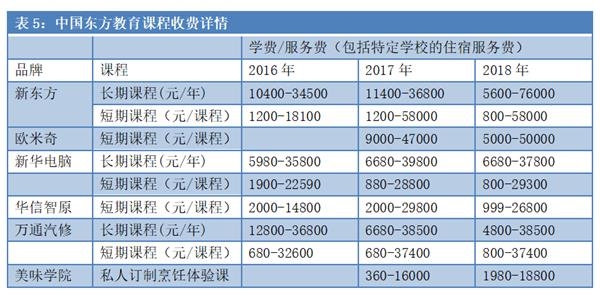 表 5：中国东方教育课程收费详情
学费/服务费（包括特定学校的住宿服务费）
品牌 课程 2016 年 2017 年 2018 年
新东方 长期课程(元/年) 10400-34500 11400-36800 5600-76000
短期课程（元/课程） 1200-18100 1200-58000 800-58000
欧米奇 短期课程（元/课程） 9000-47000 5000-50000
新华电脑 长期课程(元/年) 5980-35800 6680-39800 6680-37800
短期课程（元/课程） 1900-22590 880-28800 800-29300
华信智原 短期课程（元/课程） 2000-14800 2000-29800 999-26800
万通汽修 长期课程(元/年) 12800-36800 6680-38500 4800-38500
短期课程（元/课程） 680-32600 680-37400 800-37400
美味学院 私人订制烹饪体验课 360-16000 1980-18800